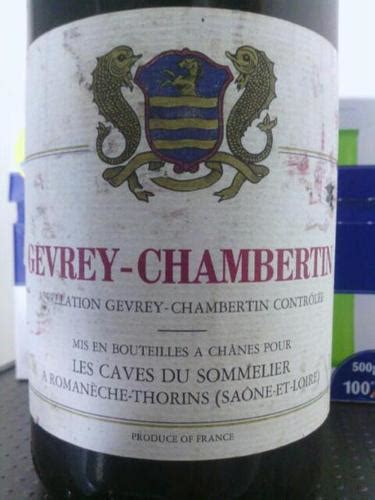 GEVREY-CHAMBERTIN
APPELLATION GEVREY-CHAMBERTIN CONTRÔLÉE
MIS EN BOUTEILLES A CHÂNES POUR
LES CAVES DU SOMMELIER
A ROMANÈCHE-THORINS (SAÔNE-ET-LOIRE)
PRODUCE OF FRANCE
500g
100